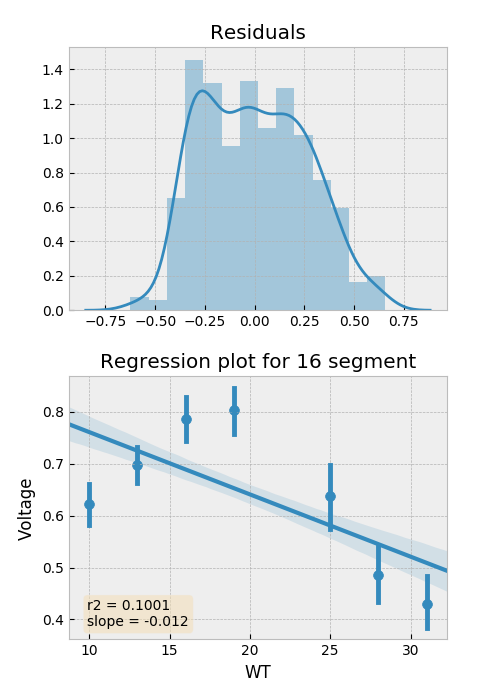 Residuals
1.4
1.2
1.0
0.8
0.6
0.4
0.2
0.0
−0.75 −0.50 −0.25 0.00 0.25 0.50 0.75
Regression plot for 16 segment
0.8
0.7
0.6
0.5
0.4
Voltage
r2 = 0.1001
slope = -0.012
10 15 20 25 30
WT